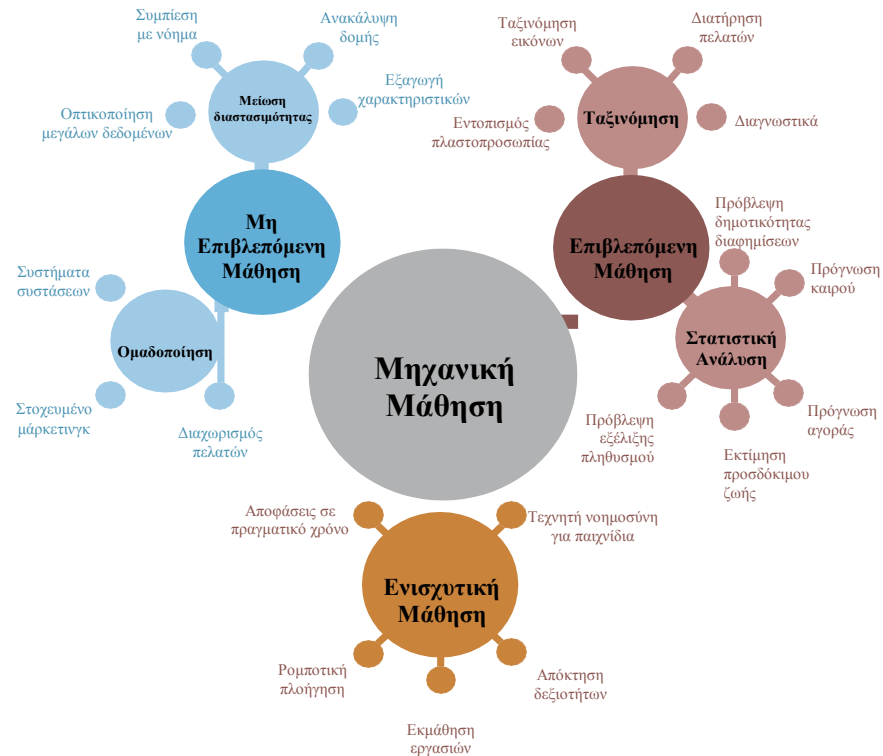 Συμπίεση
με νόημα
Ανακάλυψη
δομής
Οπτικοποίηση
μεγάλων δεδομένων
Μείωση
διαστασιμότητας
Εξαγωγή
χαρακτηριστικών
Μη
Επιβλεπόμενη
Μάθηση
Συστήματα
συστάσεων
Ομαδοποίηση
Στοχευμένο
μάρκετινγκ
Διαχωρισμός
πελατών
Ταξινόμηση
εικόνων
Διατήρηση
πελατών
Εντοπισμός
πλαστοπροσωπίας
Ταξινόμηση
Διαγνωστικά
Επιβλεπόμενη
Μάθηση
Πρόβλεψη
δημοτικότητας
διαφημίσεων
Πρόγνωση
καιρού
Στατιστική
Ανάλυση
Πρόβλεψη
εξέλιξης
πληθυσμού
Εκτίμηση
προσδόκιμου
ζωής
Πρόγνωση
αγοράς
Μηχανική
Μάθηση
Αποφάσεις σε
πραγματικό χρόνο
Τεχνητή νοημοσύνη
για παιχνίδια
Ενισχυτική
Μάθηση
Ρομποτική
πλοήγηση
Εκμάθηση
εργασιών
Απόκτηση
δεξιοτήτων